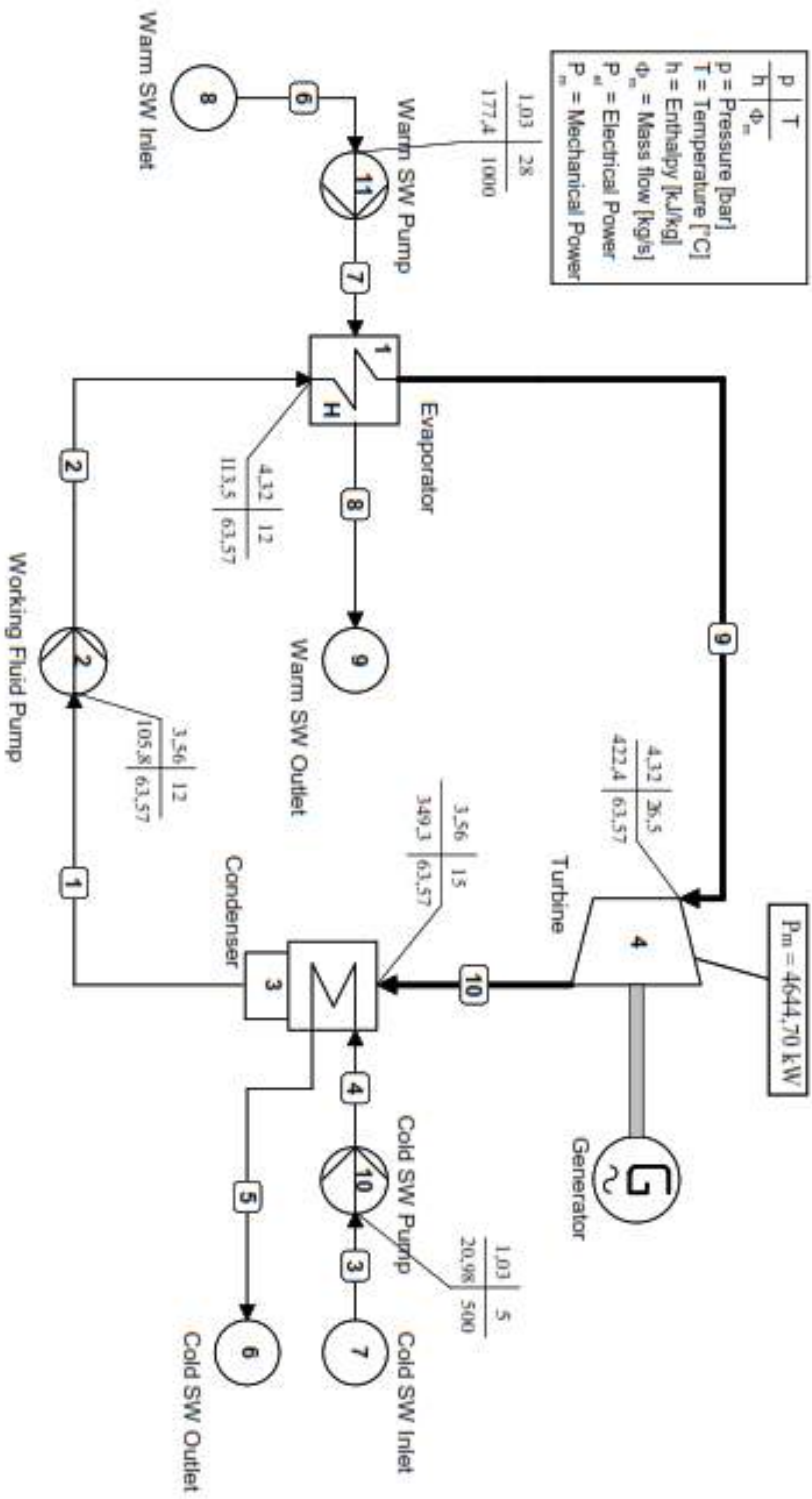 p T
h Φm
p = Pressure [bar]
T = Temperature [°C]
h = Enthalpy [kJ/kg]
Φm = Mass flow [kg/s]
Pel = Electrical Power
Pm = Mechanical Power
Pm = 4644,70 kW
9
4,32 26,5
422,4 63,57
4
Turbine
G
Generator
1,03 28
177,4 1000
Warm SW Pump
11
6
8
Warm SW Inlet
7
Evaporator
1
H
8
9
Warm SW Outlet
4,32 12
113,5 63,57
10
3,56 15
349,3 63,57
1,03 5
20,98 500
Cold SW Pump
10
4
3
7
Cold SW Inlet
3
Condenser
5
6
Cold SW Outlet
3,56 12
105,8 63,57
2
2
1
Working Fluid Pump